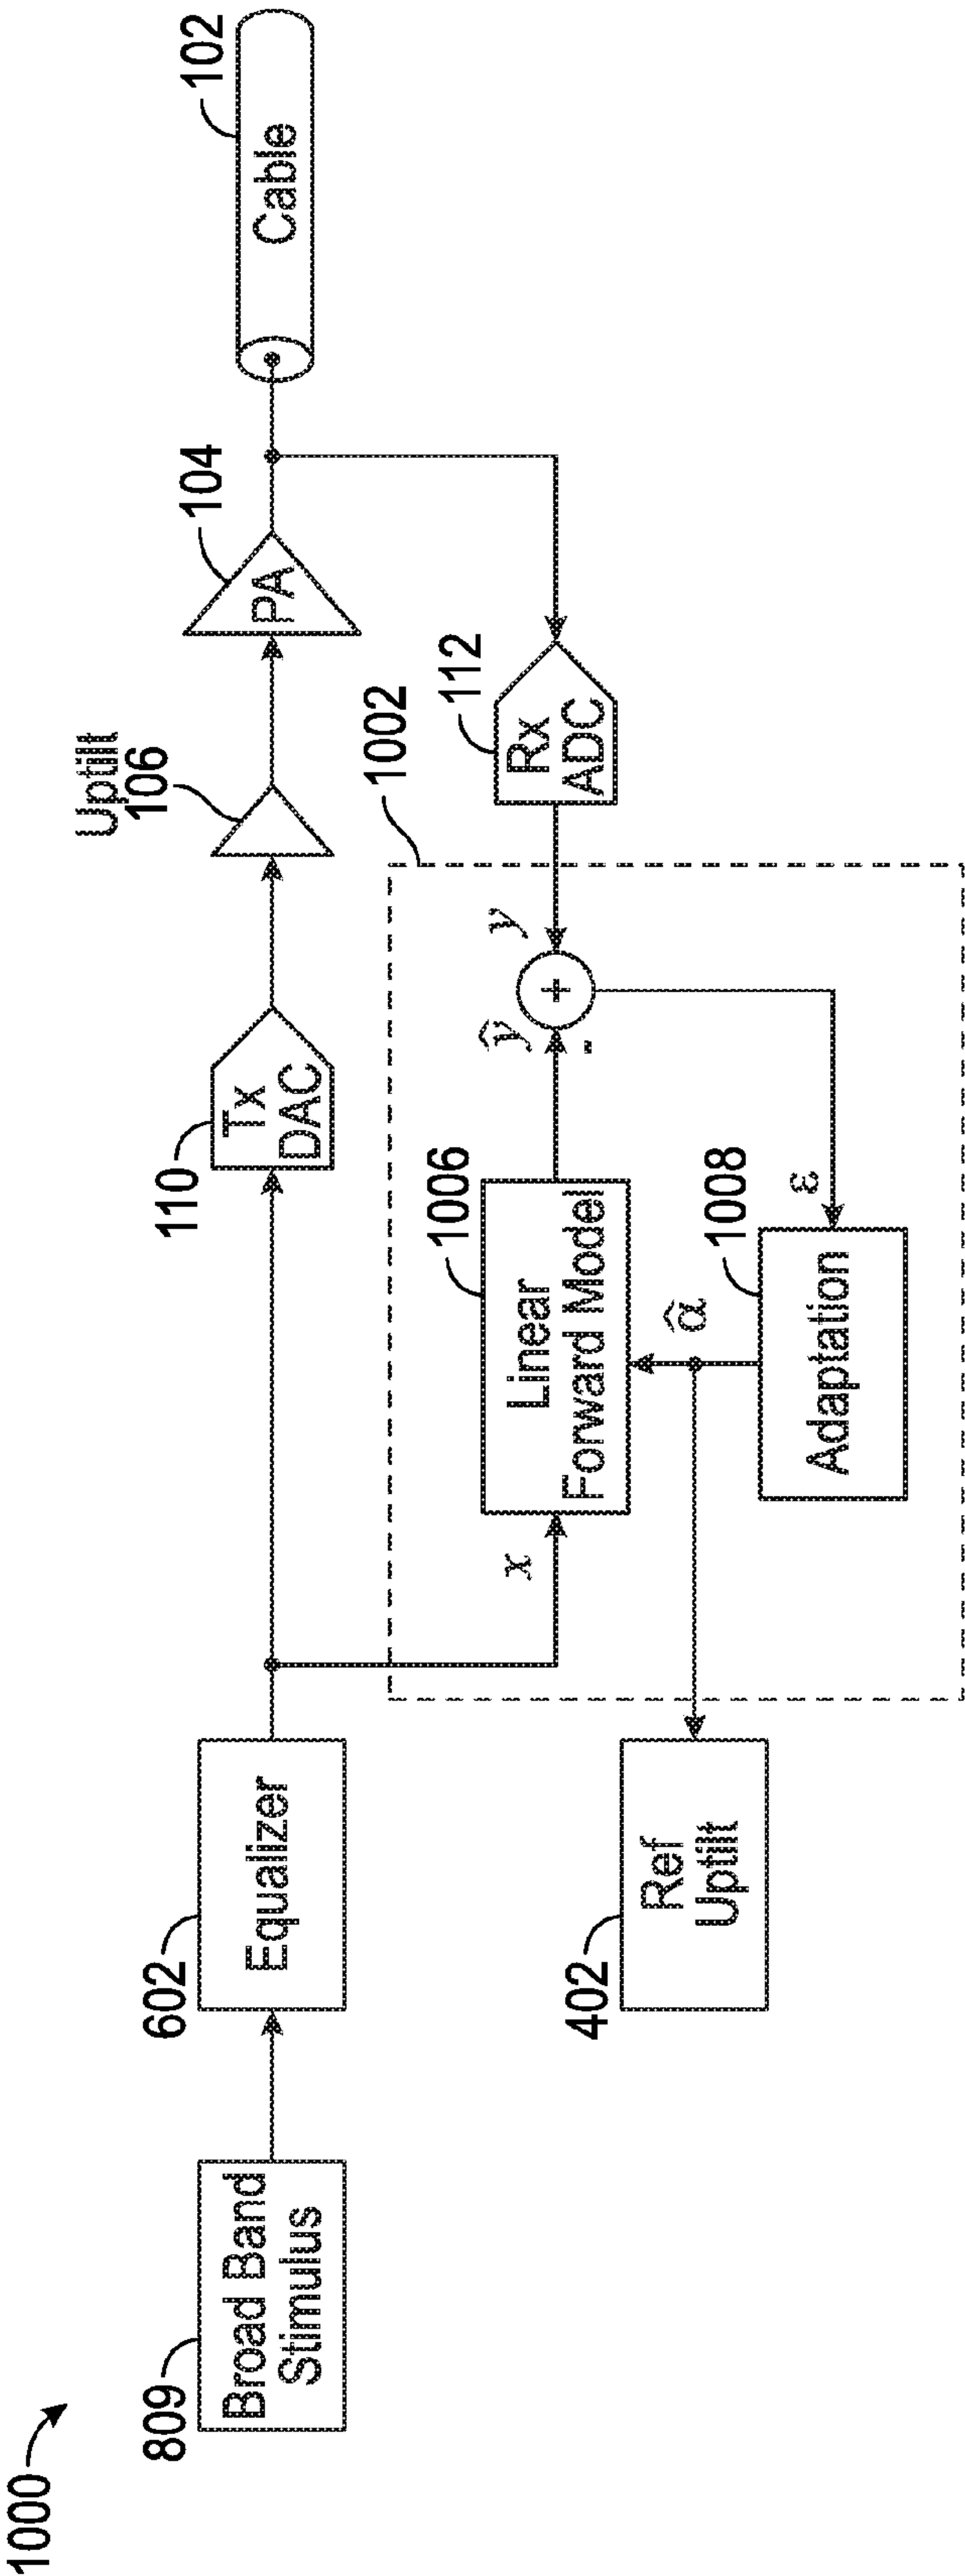 1000
809
Broad Band
Stimulus
602
Equalizer
110
Tx
DAC
Uptilt
106
104
PA
102
Cable
402
Ref
Uptilt
x
1006
Linear
Forward Model
ŷ
-
+
y
1002
112
Rx
ADC
α̂
1008
Adaptation
ε